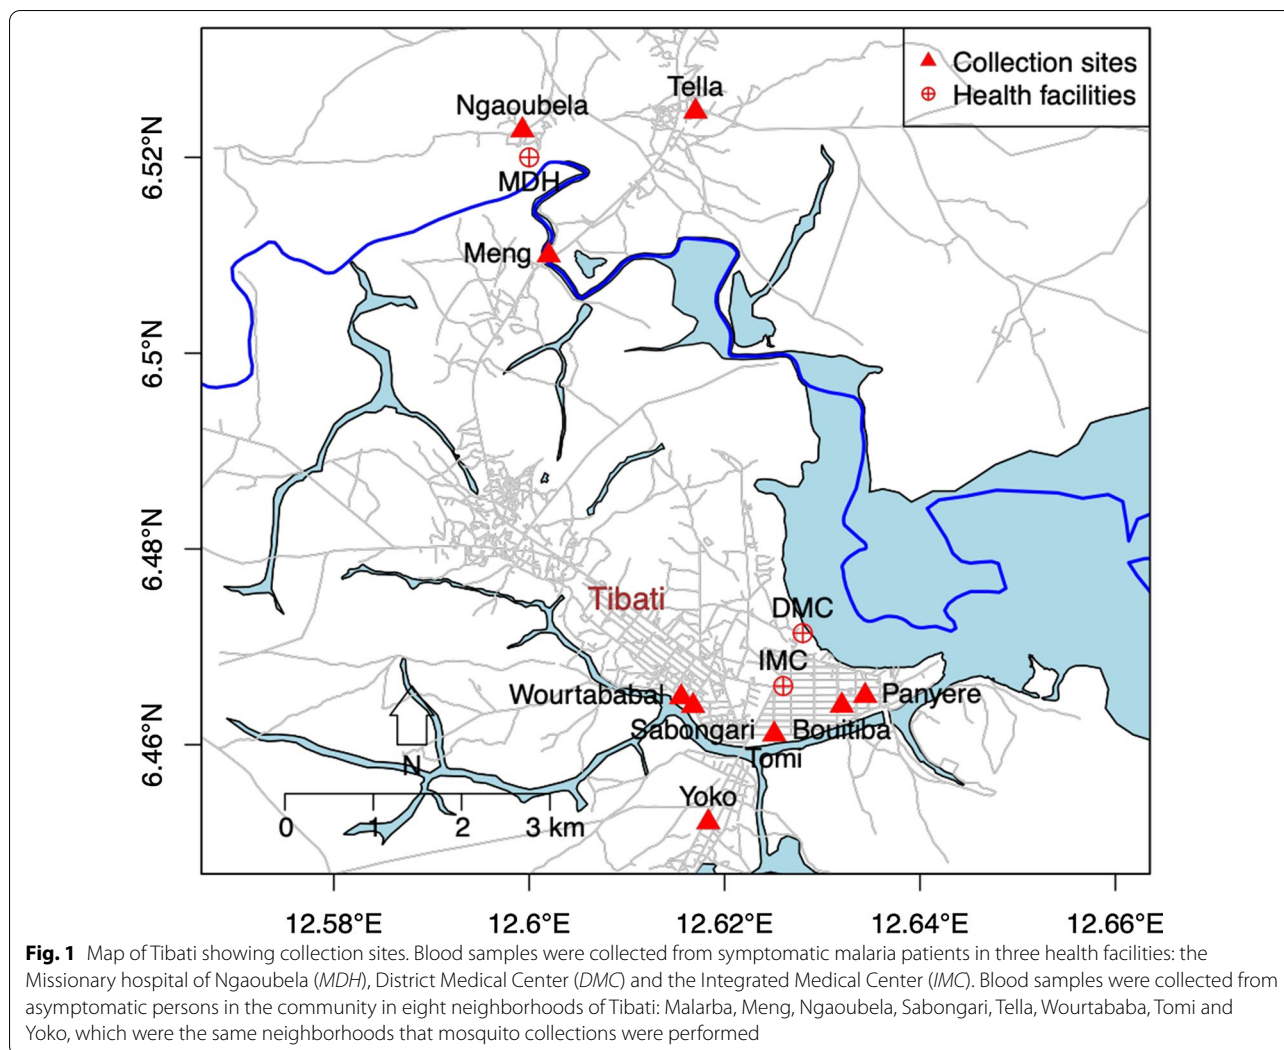 Collection sites
Health facilities
Tella
Ngaoubela
MDH
Meng
6.52°N
6.5°N
6.48°N
6.46°N
Tibati
DMC
IMC
Wourtababal
Panyere
Sabongari
Bouitiba
Tomi
N
Yoko
0 1 2 3 km
12.58°E 12.6°E 12.62°E 12.64°E 12.66°E
Fig. 1 Map of Tibati showing collection sites. Blood samples were collected from symptomatic malaria patients in three health facilities: the
Missionary hospital of Ngaoubela (MDH), District Medical Center (DMC) and the Integrated Medical Center (IMC). Blood samples were collected from
asymptomatic persons in the community in eight neighborhoods of Tibati: Malarba, Meng, Ngaoubela, Sabongari, Tella, Wourtababa, Tomi and
Yoko, which were the same neighborhoods that mosquito collections were performed